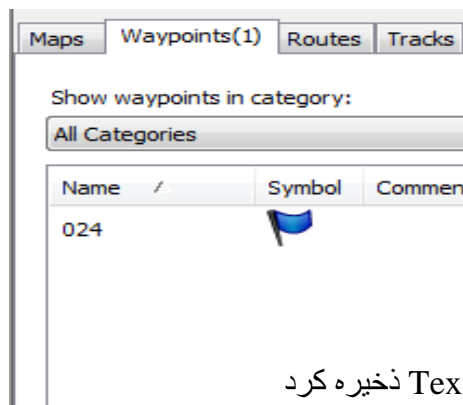 Maps Waypoints(1) Routes Tracks
Show waypoints in category:
All Categories
Name Symbol Commen
024
Tex ذخیره کرد